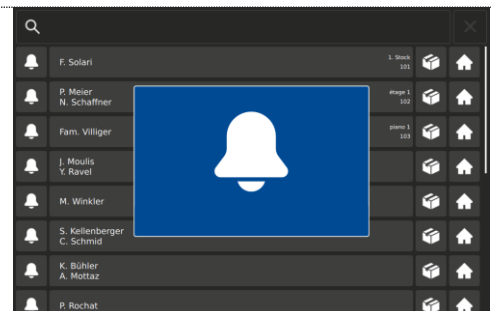 F. Solari
1. Stock
101
P. Meier
N. Schaffner
étage 1
102
Fam. Villiger
piano 1
103
J. Moulis
Y. Ravel
M. Winkler
S. Kellenberger
C. Schmid
K. Bühler
A. Mottaz
P. Rochat